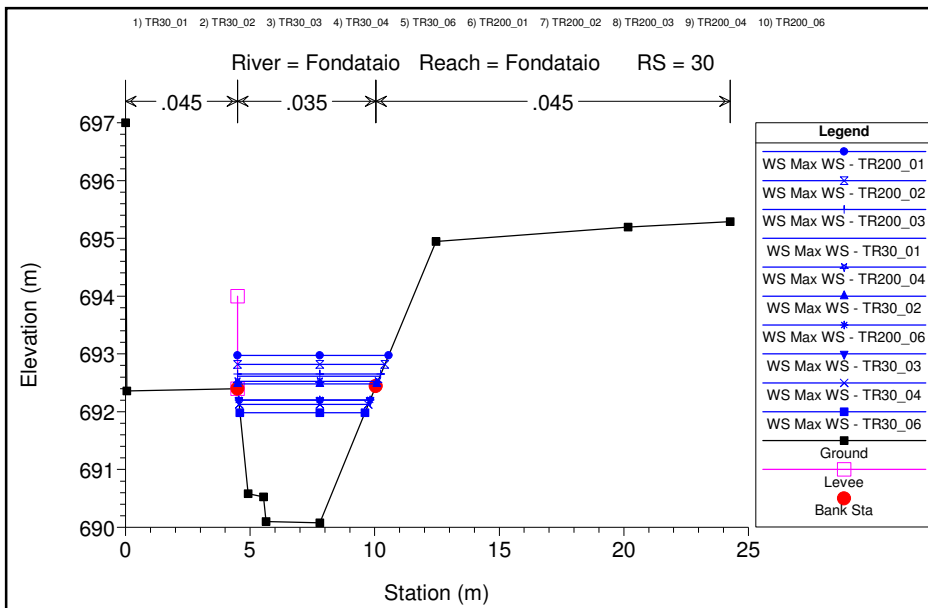 1) TR30_01 2) TR30_02 3) TR30_03 4) TR30_04 5) TR30_06 6) TR200_01 7) TR200_02 8) TR200_03 9) TR200_04 10) TR200_06
River = Fondataio Reach = Fondataio RS = 30
.045 .035 .045
697
696
695
694
693
692
691
690
Elevation (m)
0 5 10 15 20 25
Station (m)
Legend
WS Max WS - TR200_01
WS Max WS - TR200_02
WS Max WS - TR200_03
WS Max WS - TR30_01
WS Max WS - TR200_04
WS Max WS - TR30_02
WS Max WS - TR200_06
WS Max WS - TR30_03
WS Max WS - TR30_04
WS Max WS - TR30_06
Ground
Levee
Bank Sta